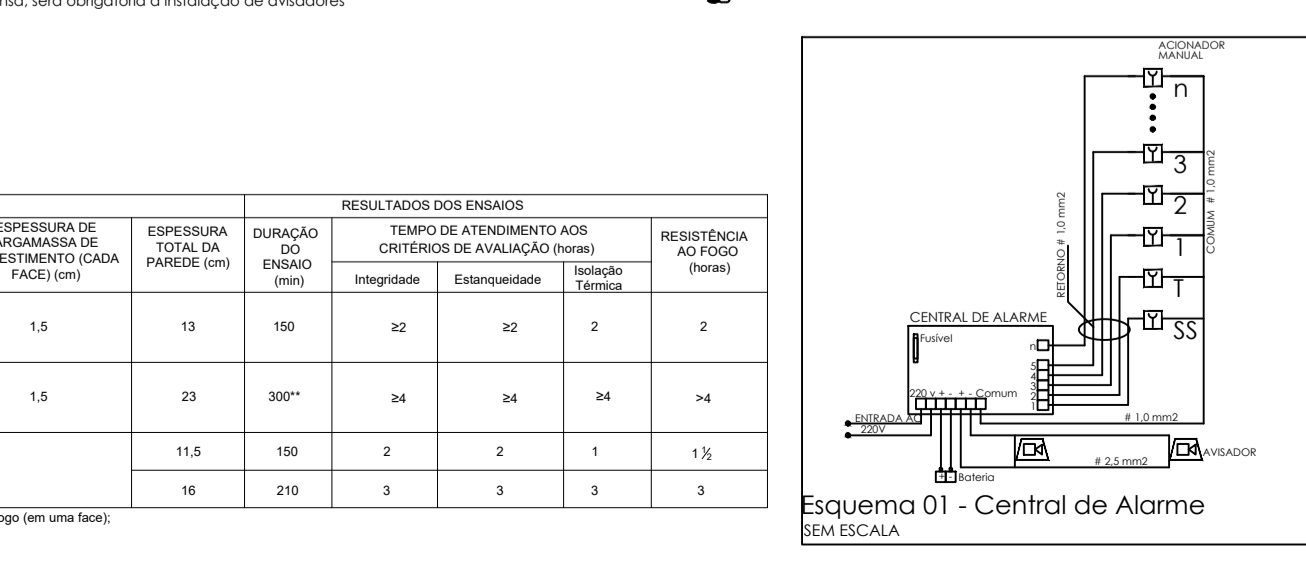 será obrigatória a instalação de avisadores
RESULTADOS DOS ENSAIOS
ESPESSURA DE
DE
(CADA
FACE) (cm)
ESPESSURA
TOTAL DA
PAREDE (cm)
DURAÇÃO
DO
ENSAIO
(min)
TEMPO DE ATENDIMENTO AOS
CRITÉRIOS DE AVALIAÇÃO (horas)
Integridade
Estanqueidade
Isolação
Térmica
RESISTÊNCIA
AO FOGO
(horas)
1,5 13 150 ≥2 ≥2 2 2
1,5 23 300** ≥4 ≥4 ≥4 >4
11,5 150 2 2 1 1 ½
16 210 3 3 3 3
(em uma face);
ACIONADOR
MANUAL
n
3
2
1
T
SS
COMUM # 1,0 mm2
RETORNO # 1,0 mm2
CENTRAL DE ALARME
Fusível
n
5
4
3
2
1
220 v + - + - Comum
ENTRADA AC
220V
# 1,0 mm2
# 2,5 mm2
AVISADOR
+ - Bateria
Esquema 01 - Central de Alarme
SEM ESCALA